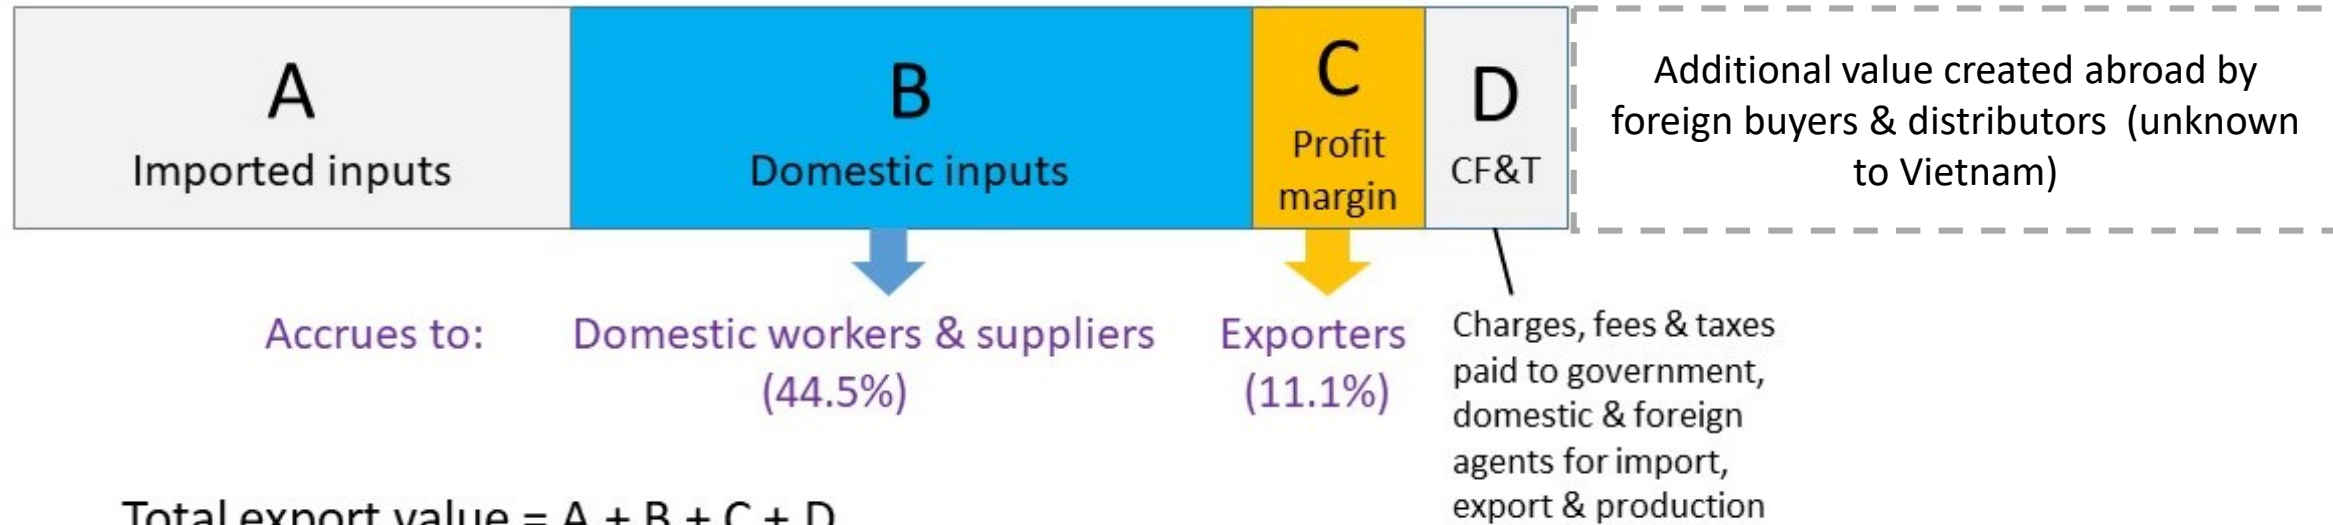 A
Imported inputs
B
Domestic inputs
C
Profit
margin
D
CF&T
Additional value created abroad by
foreign buyers & distributors (unknown
to Vietnam)
Accrues to:
Domestic workers & suppliers
(44.5%)
Exporters
(11.1%)
Charges, fees & taxes
paid to government,
domestic & foreign
agents for import,
export & production
Total export value = A + B + C + D